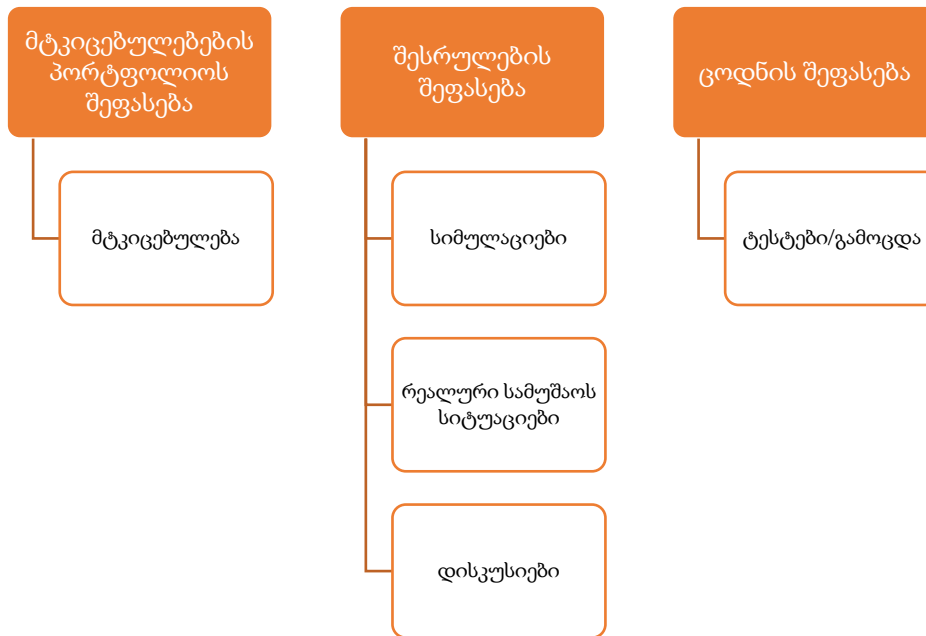 მტკიცებულებების
პორტფოლიოს
შეფასება
მტკიცებულება
შესრულების
შეფასება
სიმულაციები
რეალური სამუშაოს
სიტუაციები
დისკუსიები
ცოდნის შეფასება
ტესტები/გამოცდა